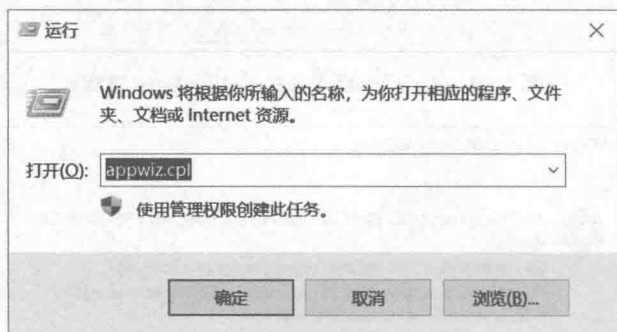 运行
Windows 将根据你所输入的名称，为你打开相应的程序、文件
夹、文档或 Internet 资源。
打开(O): appwiz.cpl
使用管理权限创建此任务。
确定 取消 浏览(B)...